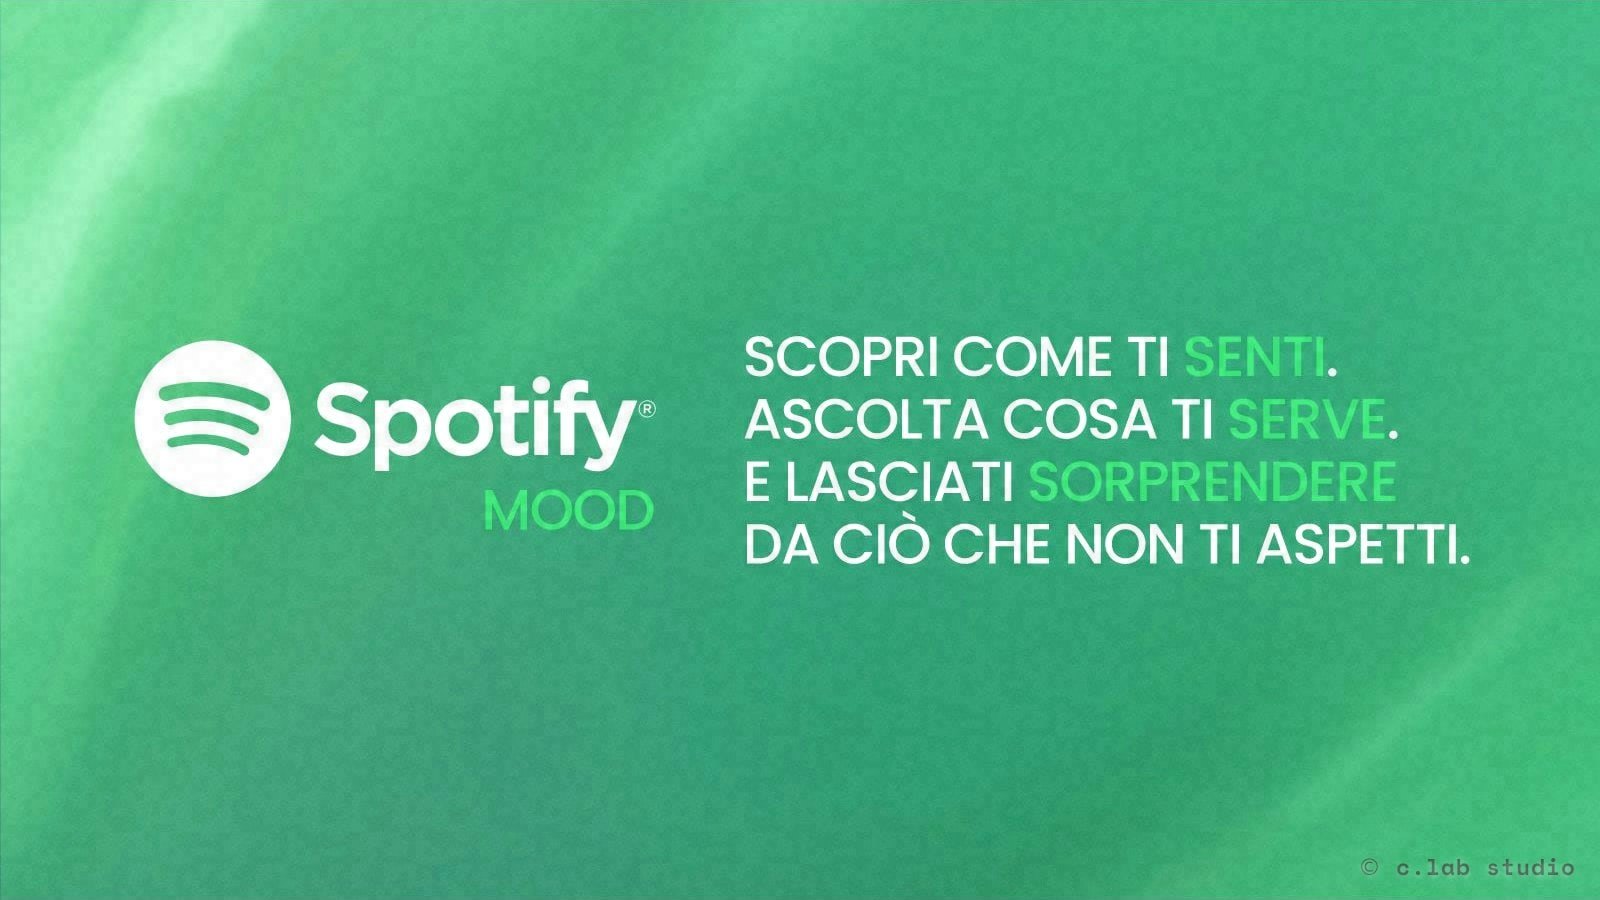 Spotify®
MOOD
SCOPRI COME TI SENTI.
ASCOLTA COSA TI SERVE.
E LASCIATI SORPRENDERE
DA CIÒ CHE NON TI ASPETTI.
© c.lab studio